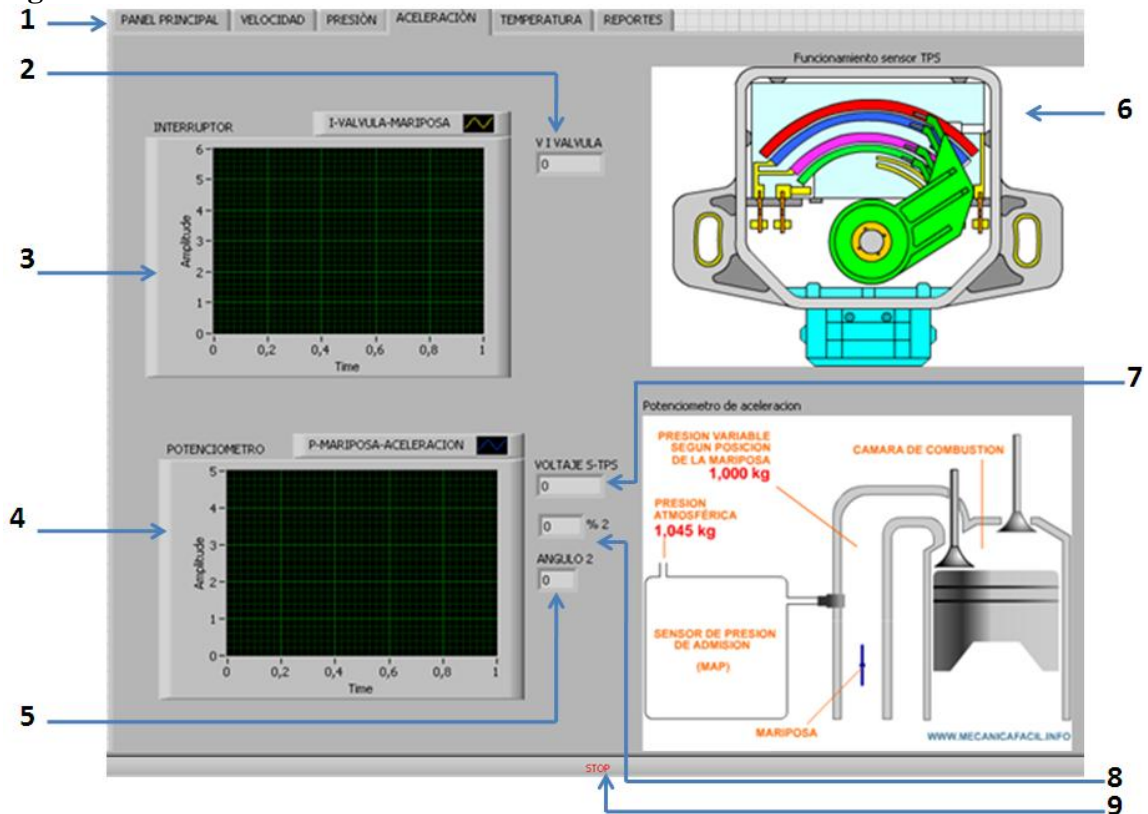 g
1
PANEL PRINCIPAL VELOCIDAD PRESIÒN ACELERACIÒN TEMPERATURA REPORTES
2
Funcionamiento sensor TPS
6
INTERRUPTOR
I-VALVULA-MARIPOSA
V I VALVULA
0
3
Amplitude
6
5
4
3
2
1
0
0 0,2 0,4 0,6 0,8 1
Time
7
Potenciometro de aceleracion
POTENCIOMETRO
P-MARIPOSA-ACELERACION
VOLTAJE S-TPS
0
0 % 2
ANGULO 2
0
4
Amplitude
5
4
3
2
1
0
0 0,2 0,4 0,6 0,8 1
Time
5
PRESION VARIABLE
SEGUN POSICION
DE LA MARIPOSA
1,000 kg
CAMARA DE COMBUSTION
PRESION
ATMOSFÉRICA
1,045 kg
SENSOR DE PRESION
DE ADMISION
(MAP)
MARIPOSA
WWW.MECANICAFACIL.INFO
STOP
8
9